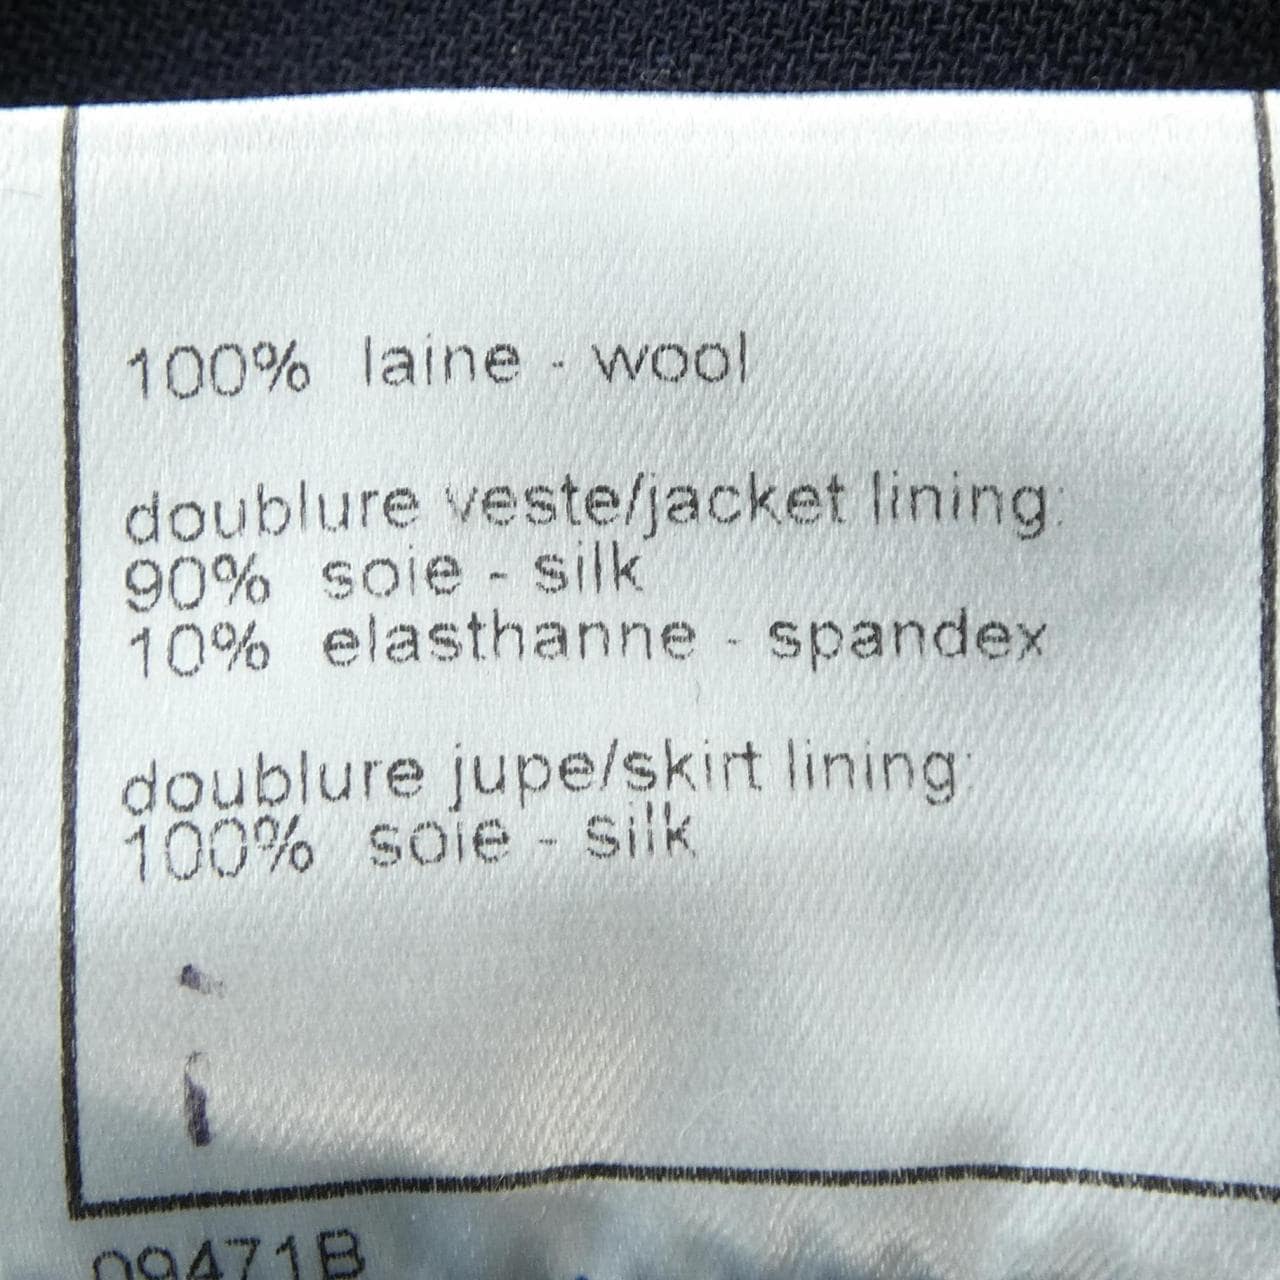 100% laine - wool
doublure veste/jacket lining:
90% soie - silk
10% elasthanne - spandex
doublure jupe/skirt lining:
100% soie - silk
09471B